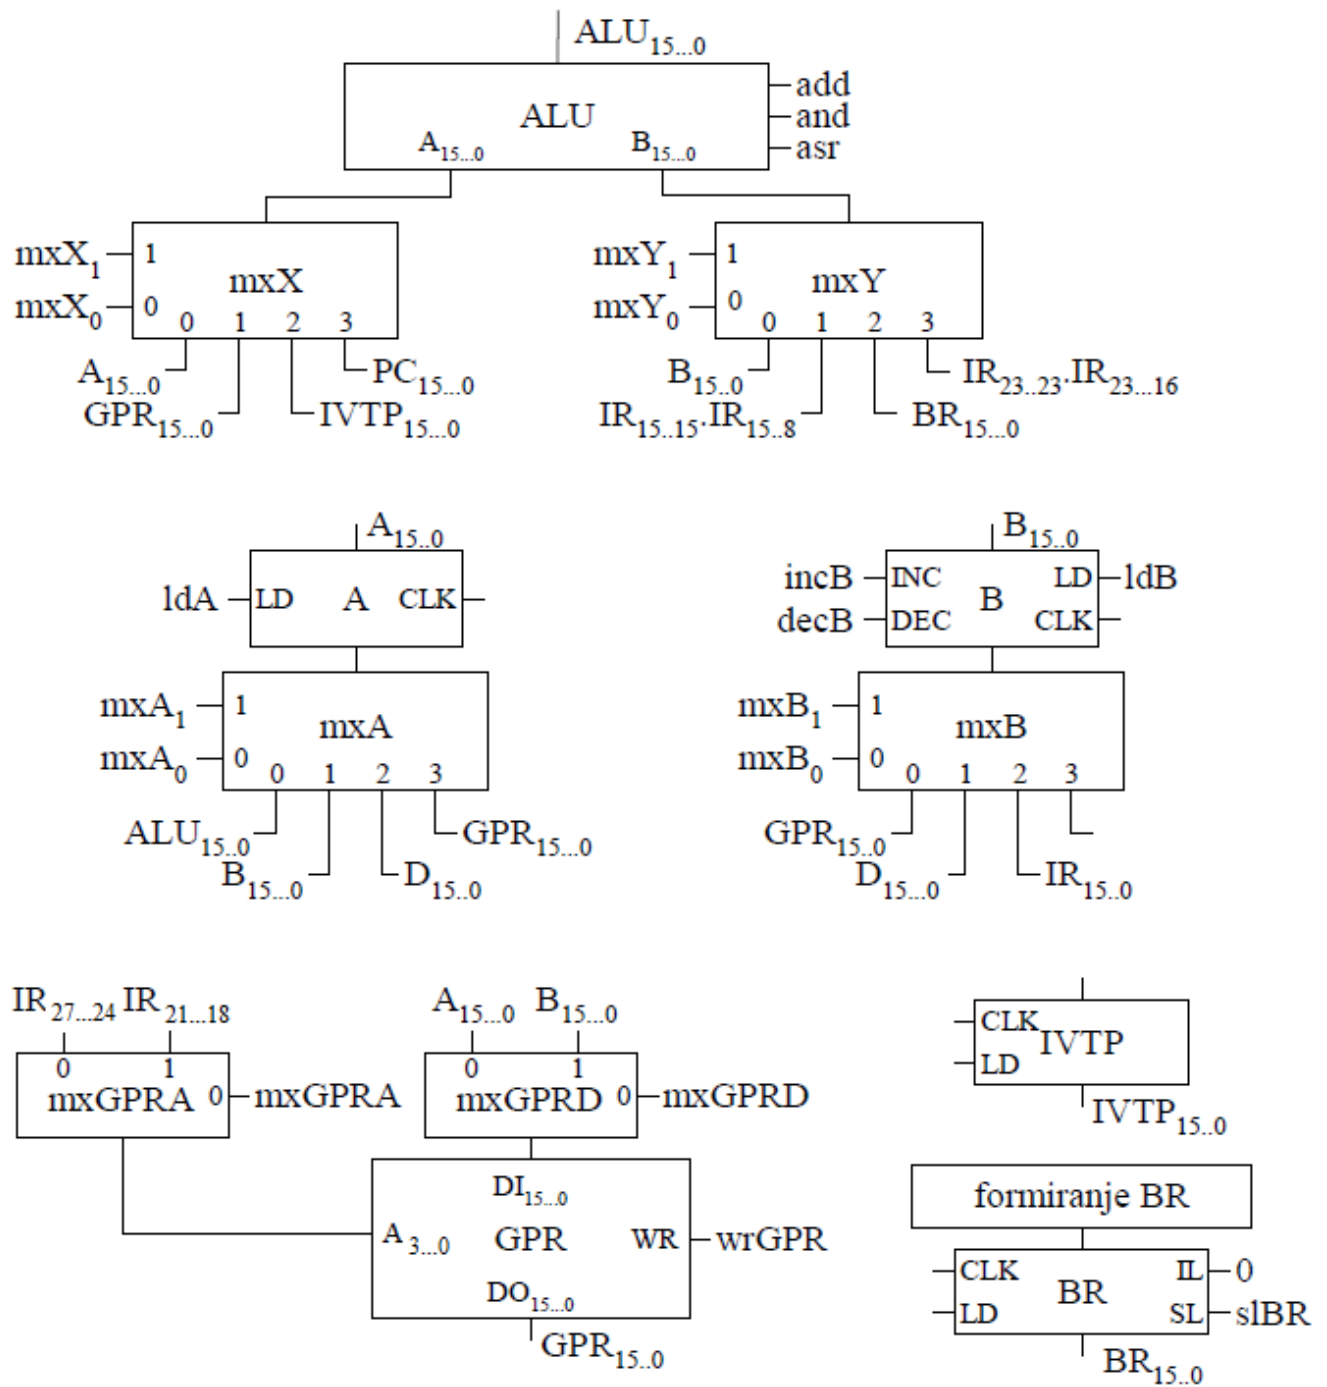 ALU15...0
add
ALU
and
A15...0 B15...0
asr
mxX1 1
mxX
mxX0 0
0 1 2 3
A15...0 PC15...0
GPR15...0 IVTP15...0
mxY1 1
mxY
mxY0 0
0 1 2 3
B15..0 IR23..23.IR23...16
IR15..15.IR15..8 BR15...0
A15...0
ldA LD A CLK
mxA1 1
mxA
mxA0 0
0 1 2 3
ALU15...0 GPR15...0
B15...0 D15...0
B15...0
incB INC LD ldB
B
decB DEC CLK
mxB1 1
mxB
mxB0 0
0 1 2 3
GPR15...0
D15...0 IR15..0
IR27...24 IR21...18
0 1
mxGPRA 0 mxGPRA
A15...0 B15...0
0 1
mxGPRD 0 mxGPRD
DI15...0
A3...0 GPR WR wrGPR
DO15...0
GPR15...0
CLK
IVTP
LD
IVTP15...0
formiranje BR
CLK IL 0
BR
LD SL slBR
BR15...0